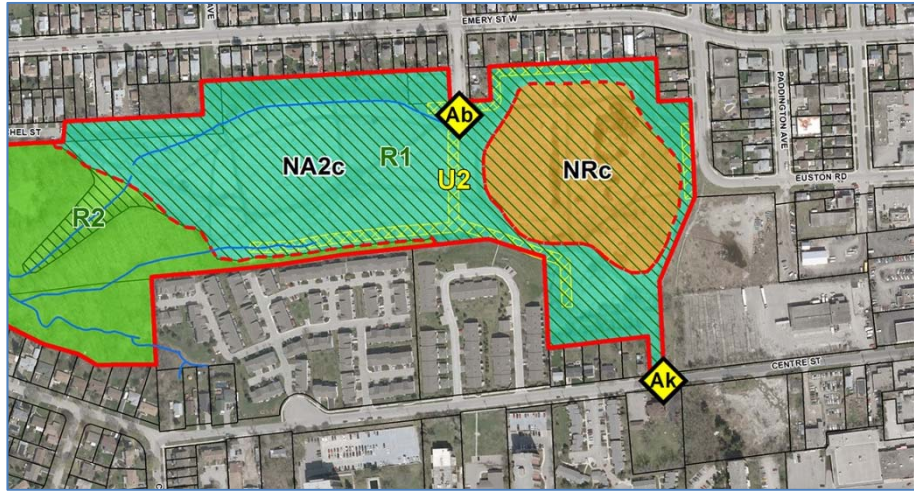 AVE
EMERY ST W
HEL ST
Ab
PADDINGTON AVE
NA2c
R1
U2
NRc
EUSTON RD
R2
CENTRE ST
Ak